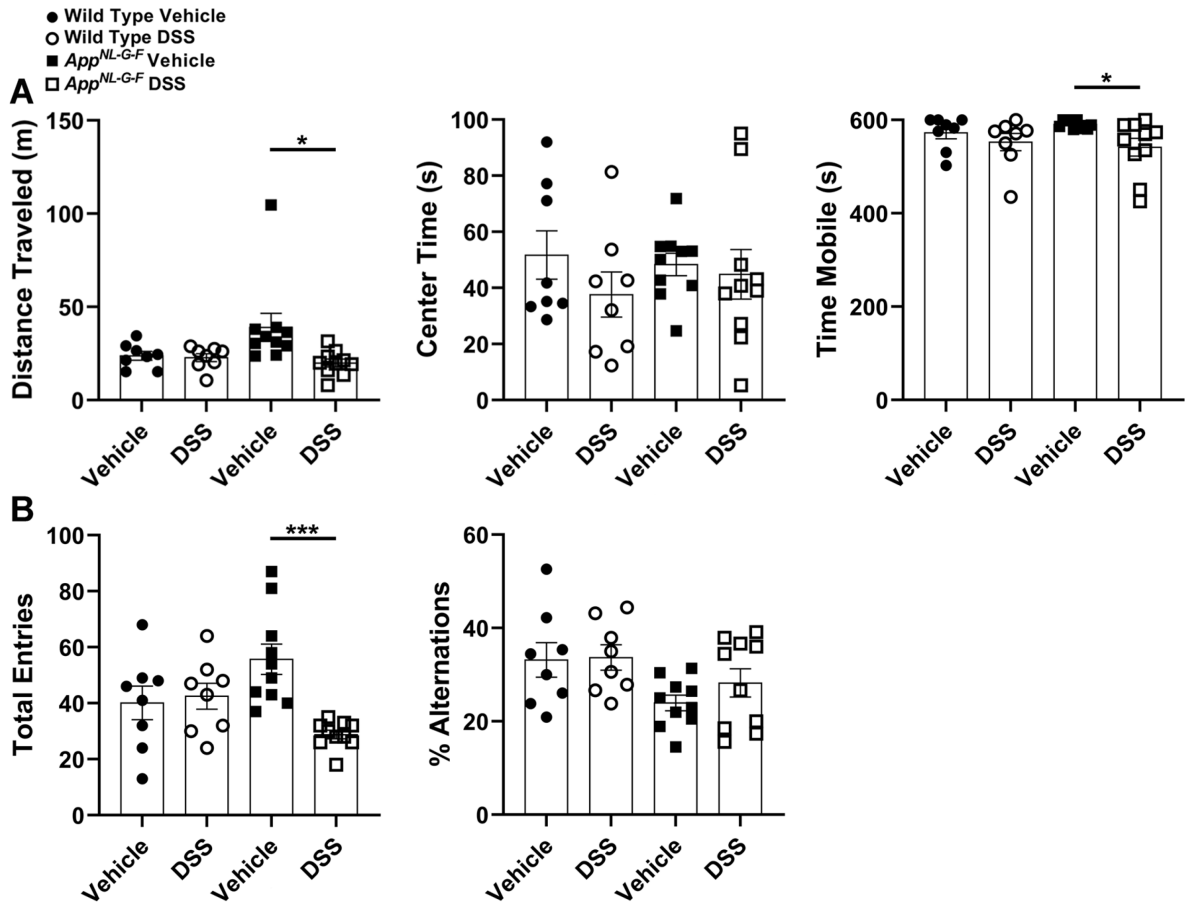 Wild Type Vehicle
Wild Type DSS
App^NL-G-F Vehicle
App^NL-G-F DSS
A
Distance Traveled (m)
150
100
50
0
*
Vehicle
DSS
Vehicle
DSS
Center Time (s)
100
80
60
40
20
0
Vehicle
DSS
Vehicle
DSS
Time Mobile (s)
600
400
200
0
*
Vehicle
DSS
Vehicle
DSS
B
Total Entries
100
80
60
40
20
0
***
Vehicle
DSS
Vehicle
DSS
% Alternations
60
40
20
0
Vehicle
DSS
Vehicle
DSS